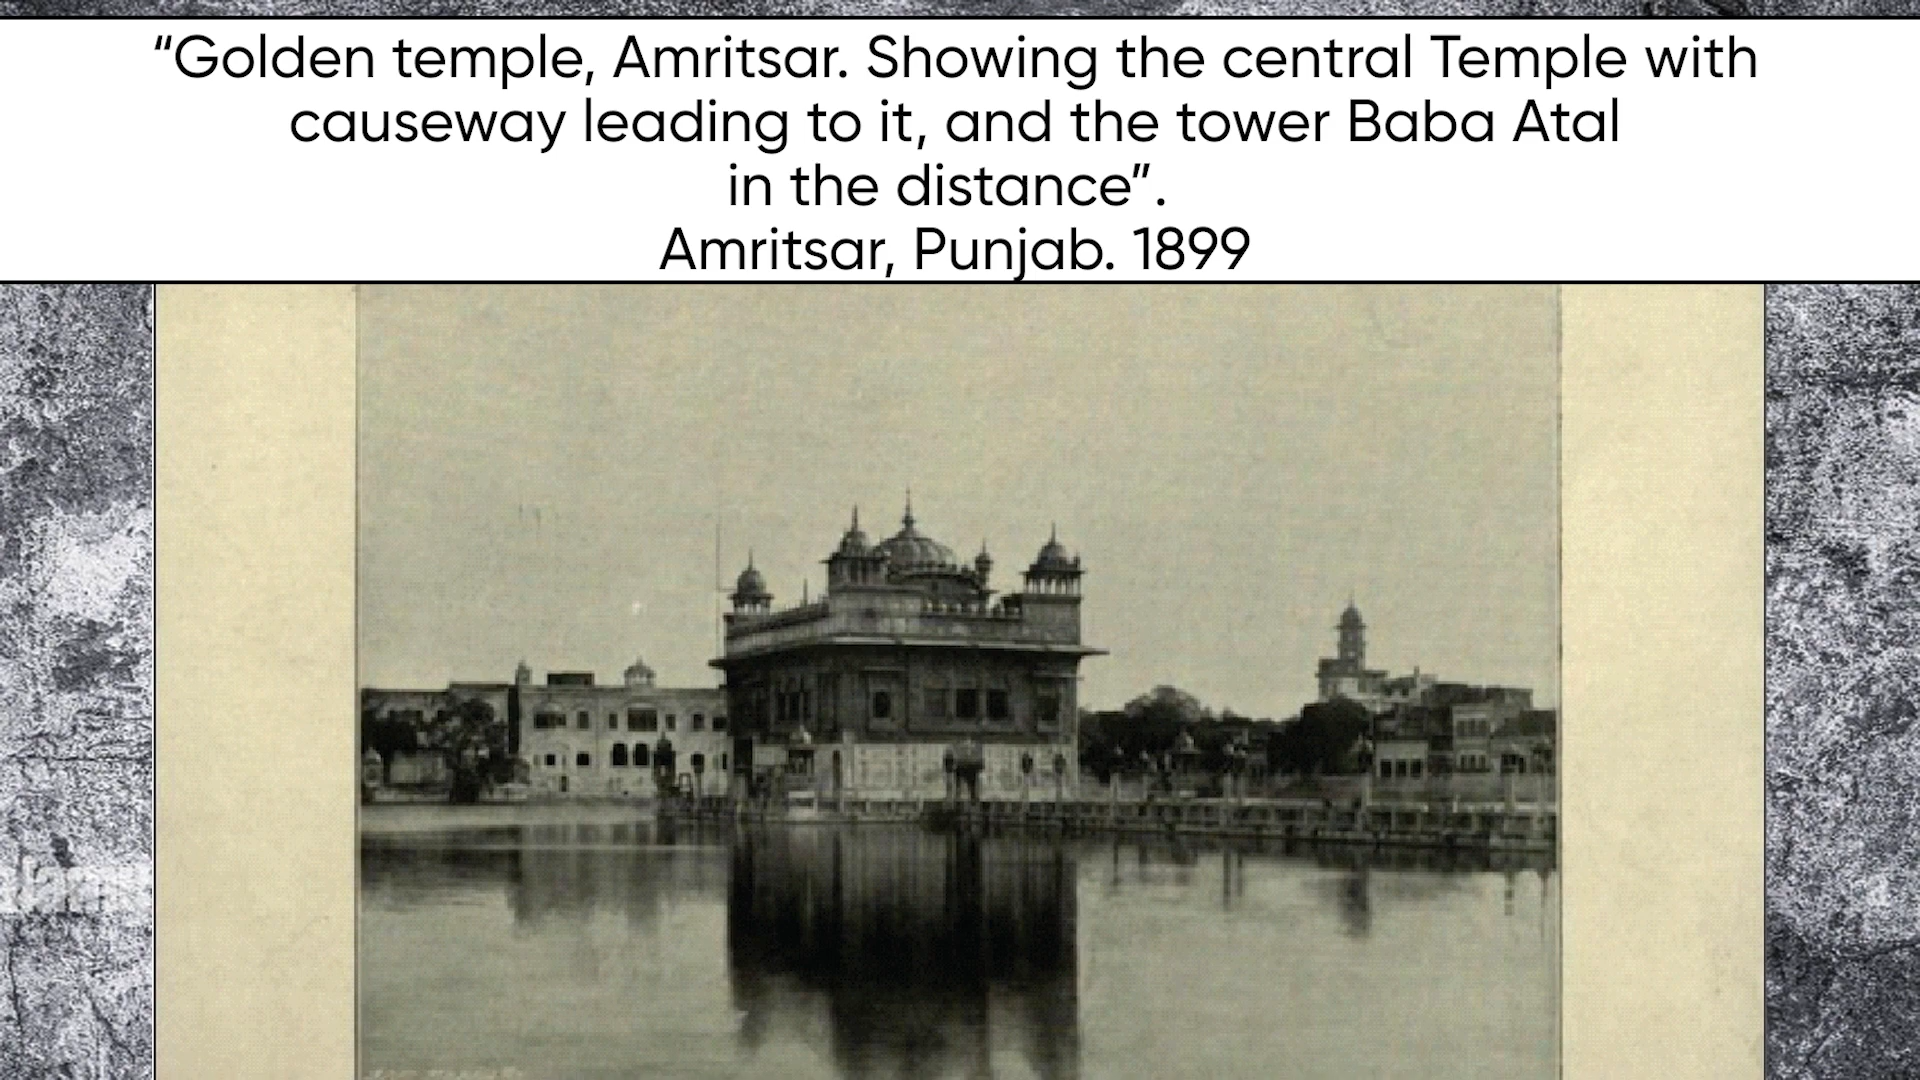 “Golden temple, Amritsar. Showing the central Temple with
causeway leading to it, and the tower Baba Atal
in the distance”.
Amritsar, Punjab. 1899